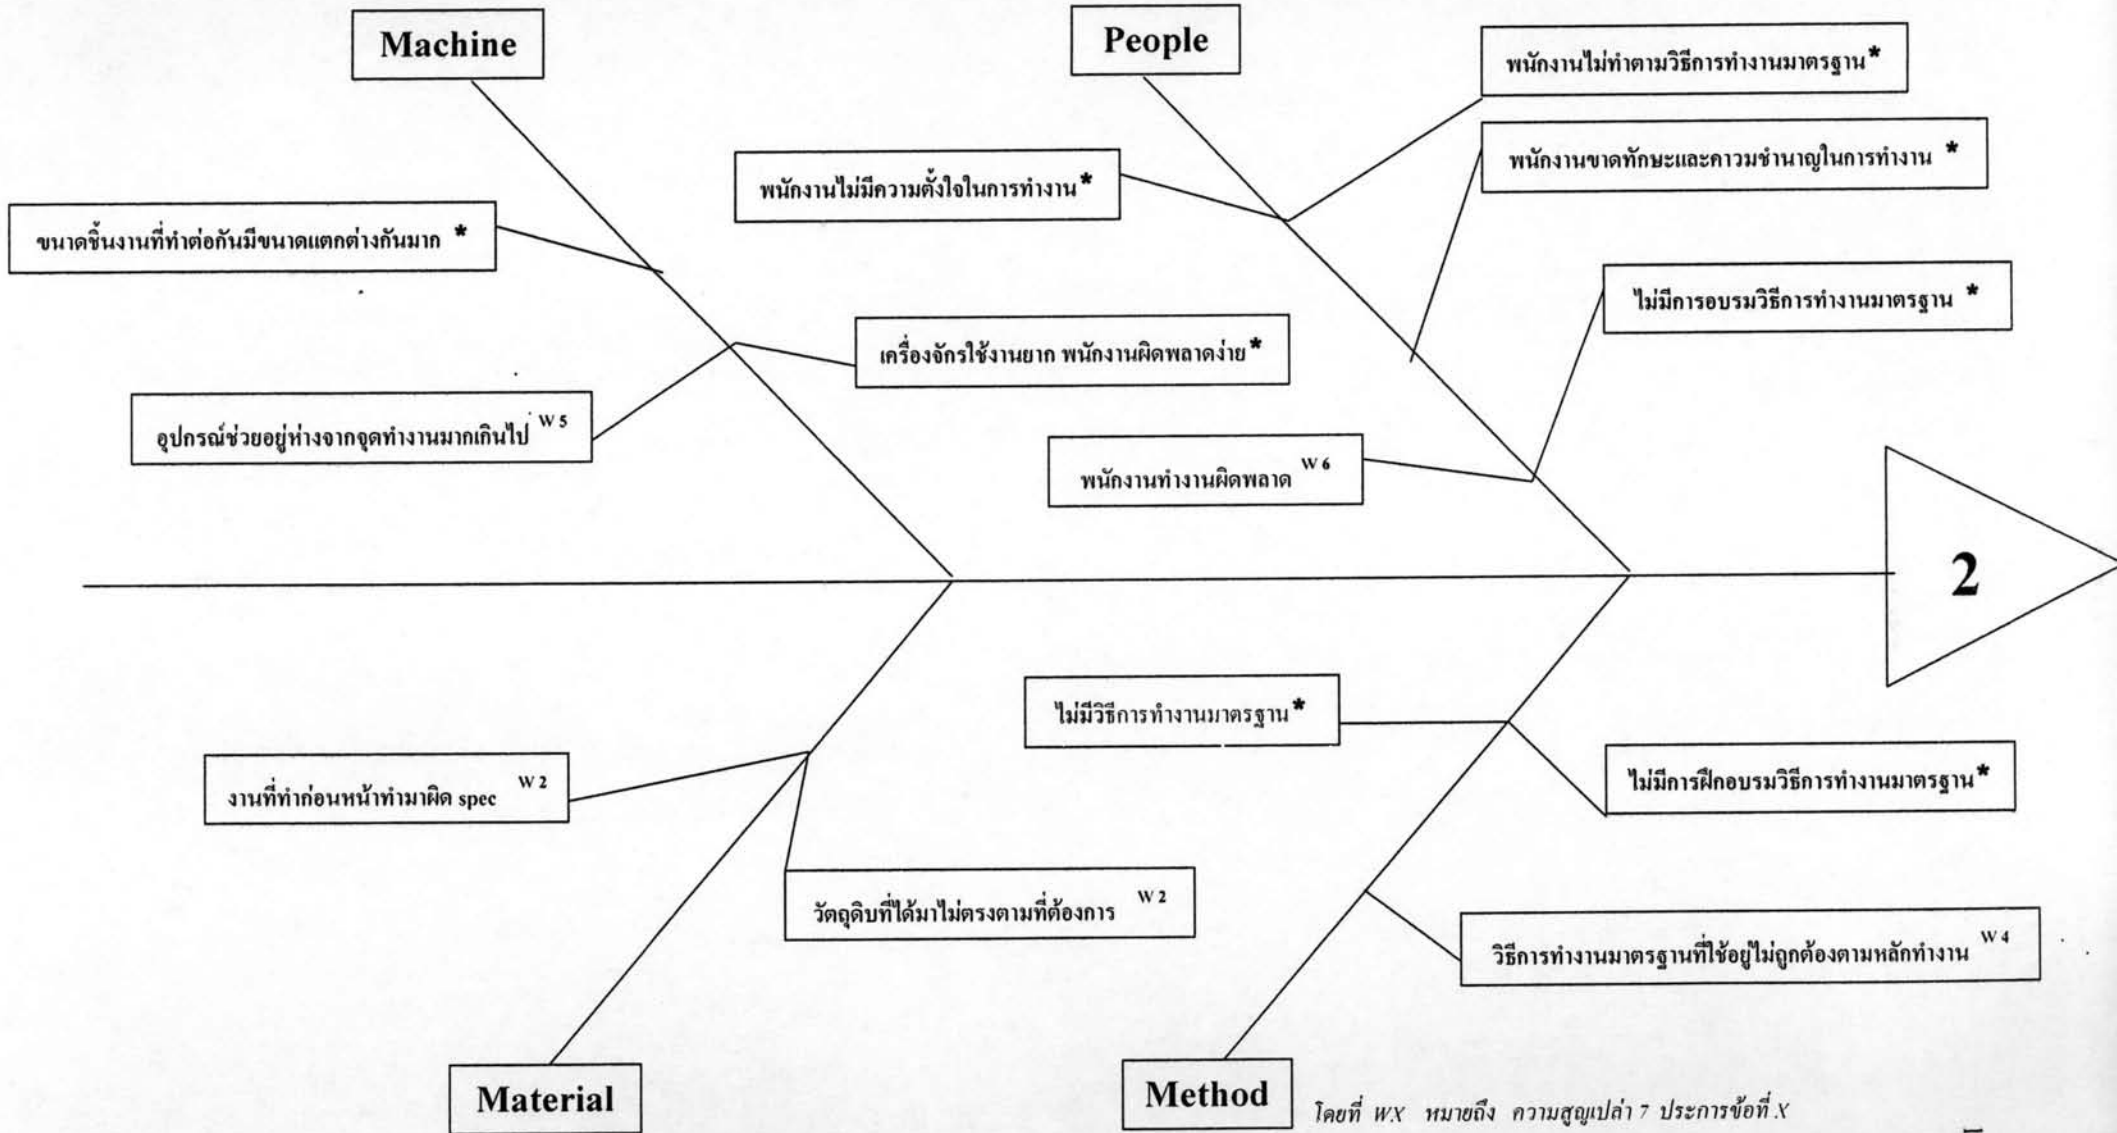 Machine
People
พนักงานไม่ทำตามวิธีการทำงานมาตรฐาน *
พนักงานขาดทักษะและคาวมชำนาญในการทำงาน *
พนักงานไม่มีความตั้งใจในการทำงาน *
ขนาดชิ้นงานที่ทำต่อกันมีขนาดแตกต่างกันมาก *
ไม่มีการอบรมวิธีการทำงานมาตรฐาน *
เครื่องจักรใช้งานยาก พนักงานผิดพลาดง่าย *
อุปกรณ์ช่วยอยู่ห่างจากจุดทำงานมากเกินไป W 5
พนักงานทำงานผิดพลาด W 6
2
ไม่มีวิธีการทำงานมาตรฐาน *
งานที่ทำก่อนหน้าทำมาผิด spec W 2
ไม่มีการฝึกอบรมวิธีการทำงานมาตรฐาน *
วัตถุดิบที่ได้มาไม่ตรงตามที่ต้องการ W 2
วิธีการทำงานมาตรฐานที่ใช้อยู่ไม่ถูกต้องตามหลักทำงาน W 4
Material
Method
โดยที่ WX หมายถึง ความสูญเปล่า 7 ประการข้อที่ X